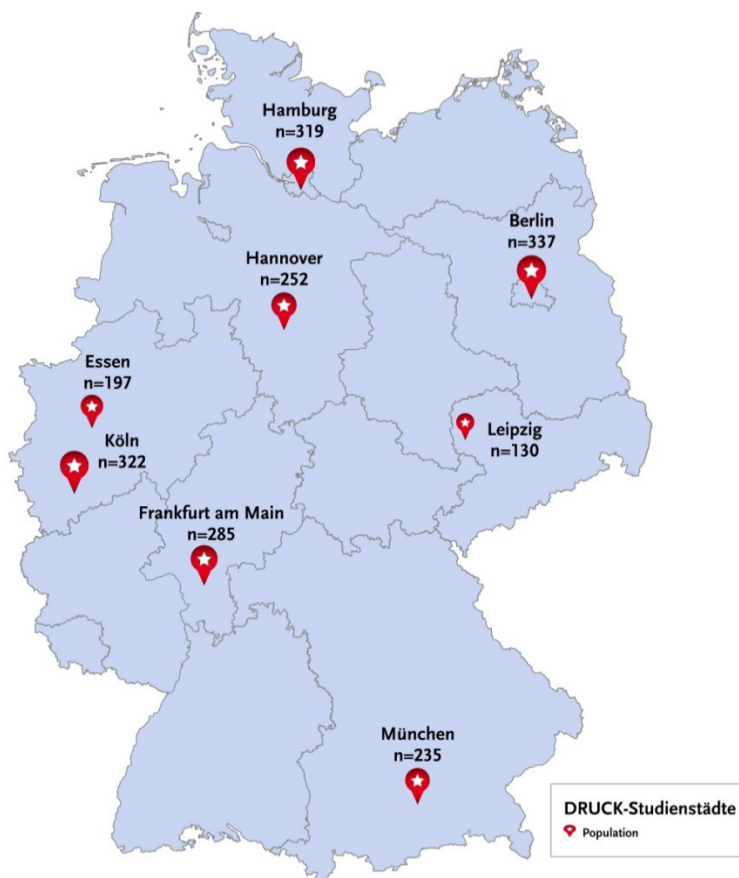 Hamburg
n=319
Berlin
n=337
Hannover
n=252
Essen
n=197
Köln
n=322
Leipzig
n=130
Frankfurt am Main
n=285
München
n=235
DRUCK-Studienstädte
Population